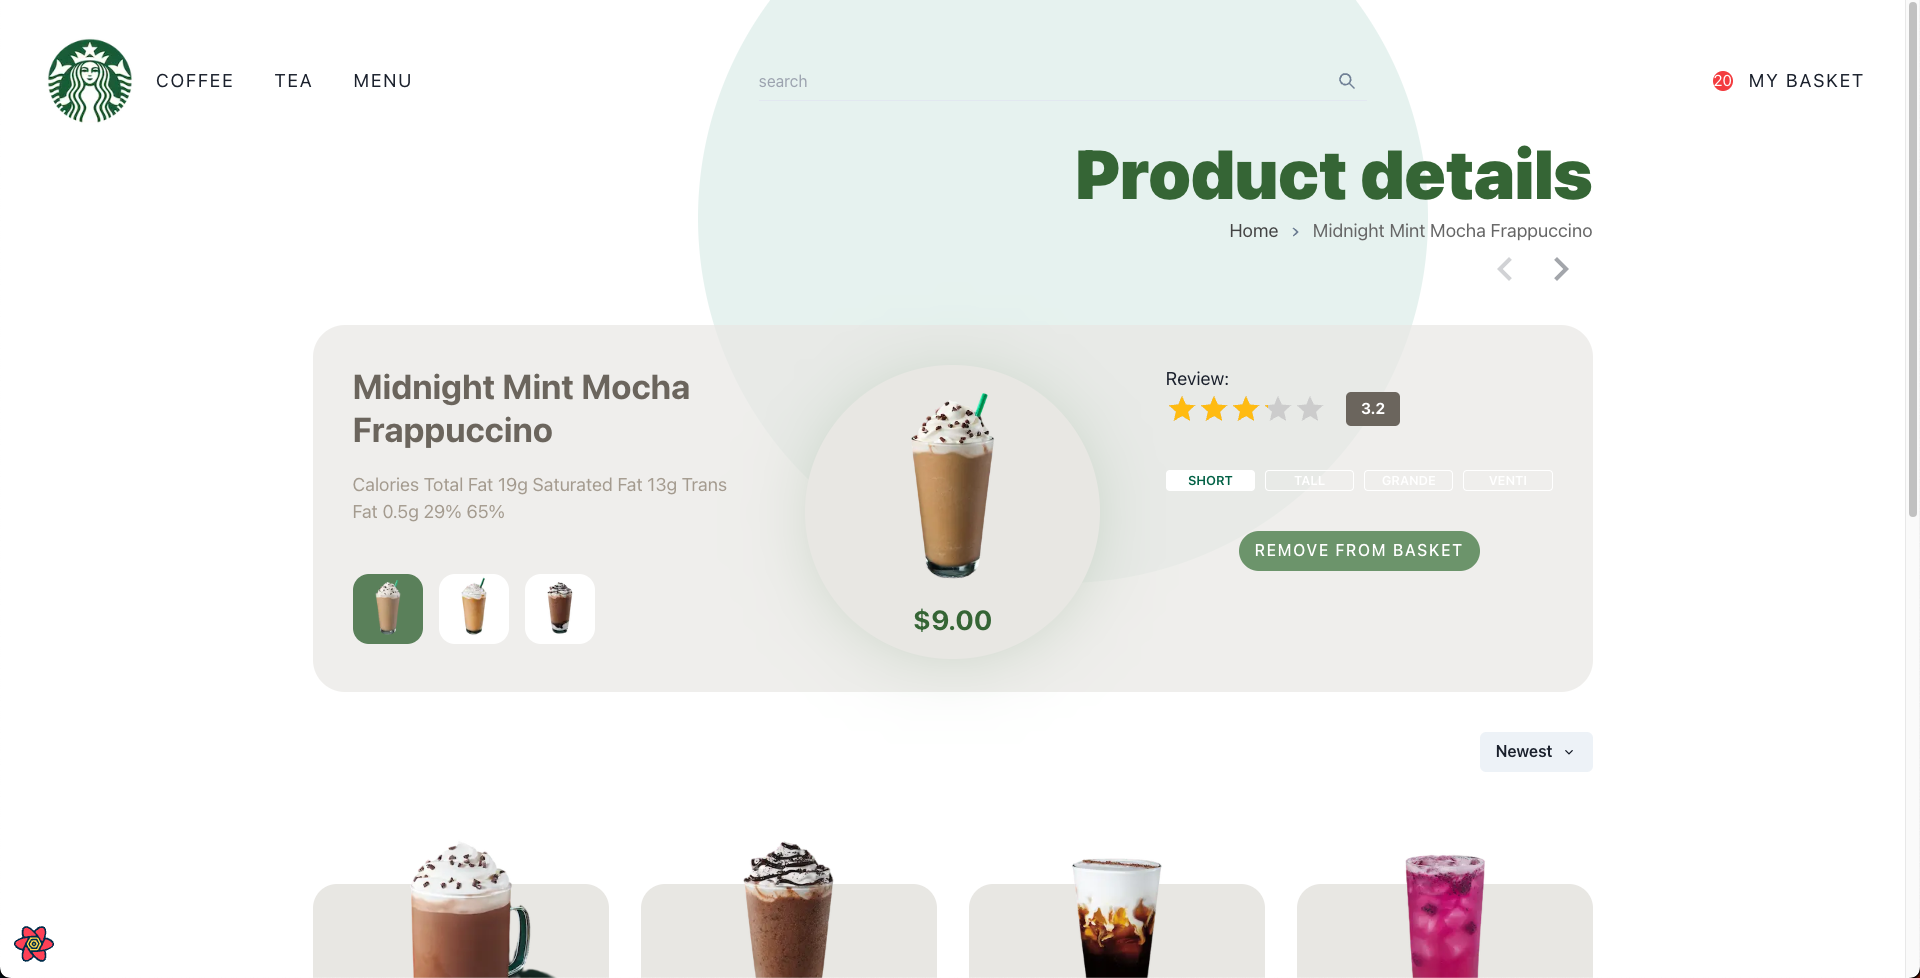 COFFEE TEA MENU
search
20 MY BASKET
Product details
Home > Midnight Mint Mocha Frappuccino
Midnight Mint Mocha
Frappuccino
Calories Total Fat 19g Saturated Fat 13g Trans
Fat 0.5g 29% 65%
$9.00
Review:
3.2
SHORT TALL GRANDE VENTI
REMOVE FROM BASKET
Newest